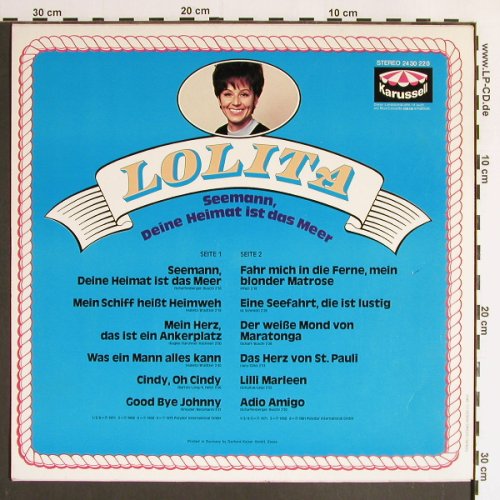 30 cm
20 cm
10 cm
STEREO 2430 220
Karussell
www.LP-CD.de
LOLITA
Seemann,
Deine Heimat ist das Meer
SEITE 1
Seemann,
Deine Heimat ist das Meer
Mein Schiff heißt Heimweh
Mein Herz,
das ist ein Ankerplatz
Was ein Mann alles kann
Cindy, Oh Cindy
Good Bye Johnny
SEITE 2
Fahr mich in die Ferne, mein
blonder Matrose
Eine Seefahrt, die ist lustig
Der weiße Mond von
Maratonga
Das Herz von St. Pauli
Lilli Marleen
Adio Amigo
10 cm
20 cm
30 cm